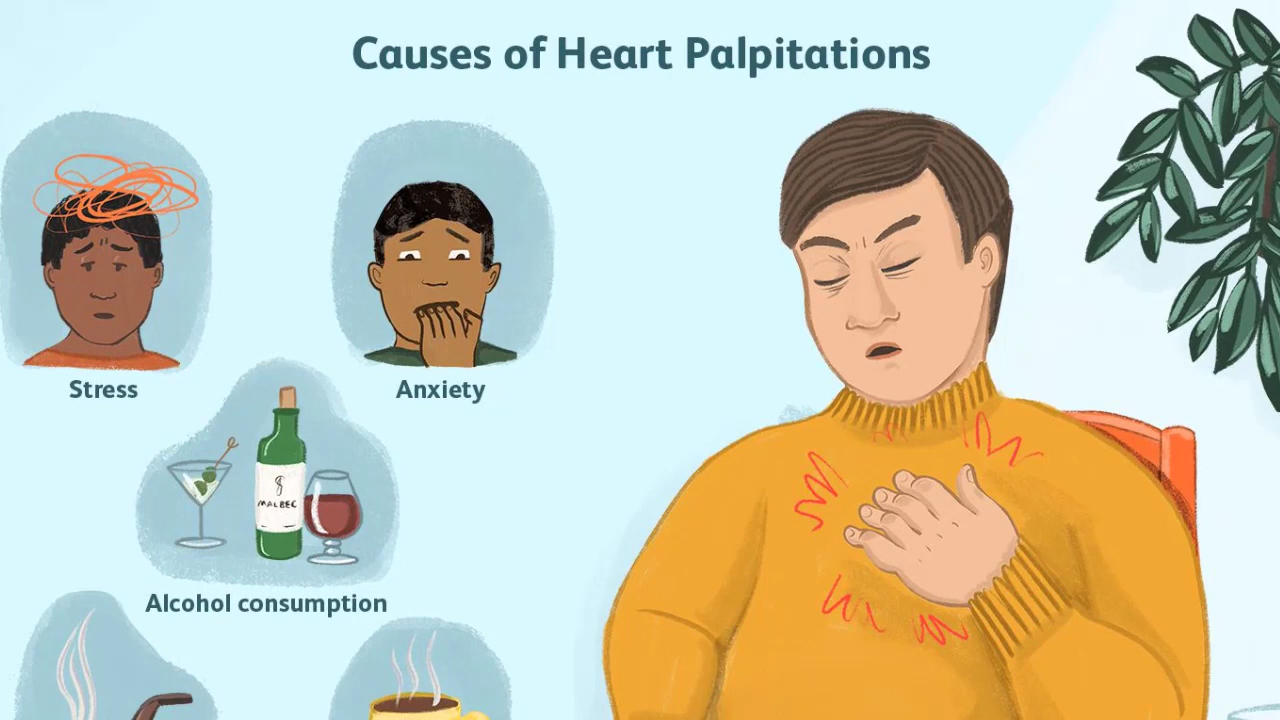 Causes of Heart Palpitations
Stress
Anxiety
MALBEC
Alcohol consumption